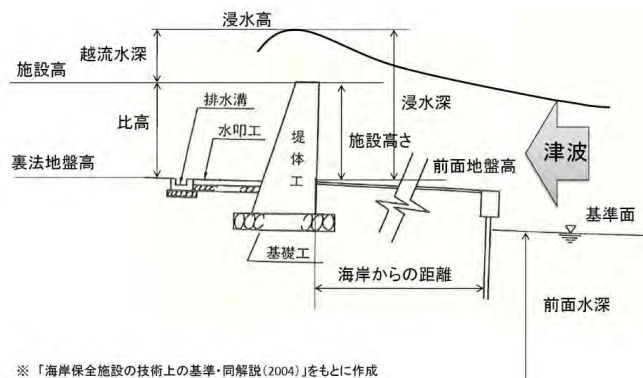 浸水高
越流水深
施設高
排水溝
浸水深
比高
水叩工
堤体工
施設高さ
津波
裏法地盤高
前面地盤高
基準面
基礎工
海岸からの距離
前面水深
※ 「海岸保全施設の技術上の基準・同解説(2004)」をもとに作成